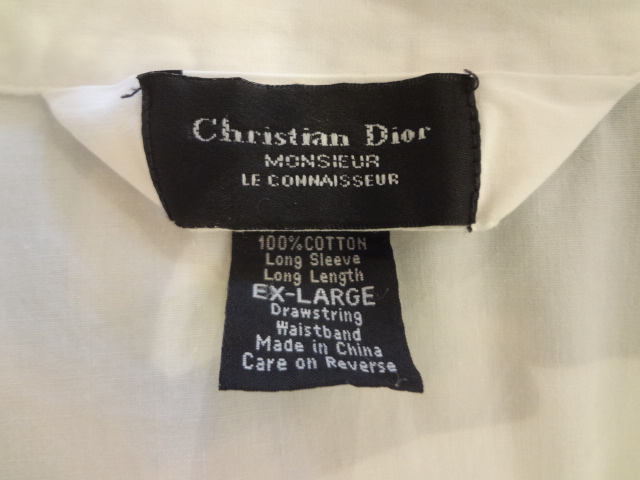 Christian Dior
MONSIEUR
LE CONNAISSEUR
100% COTTON
Long Sleeve
Long Length
EX-LARGE
Drawstring
Waistband
Made in China
Care on Reverse